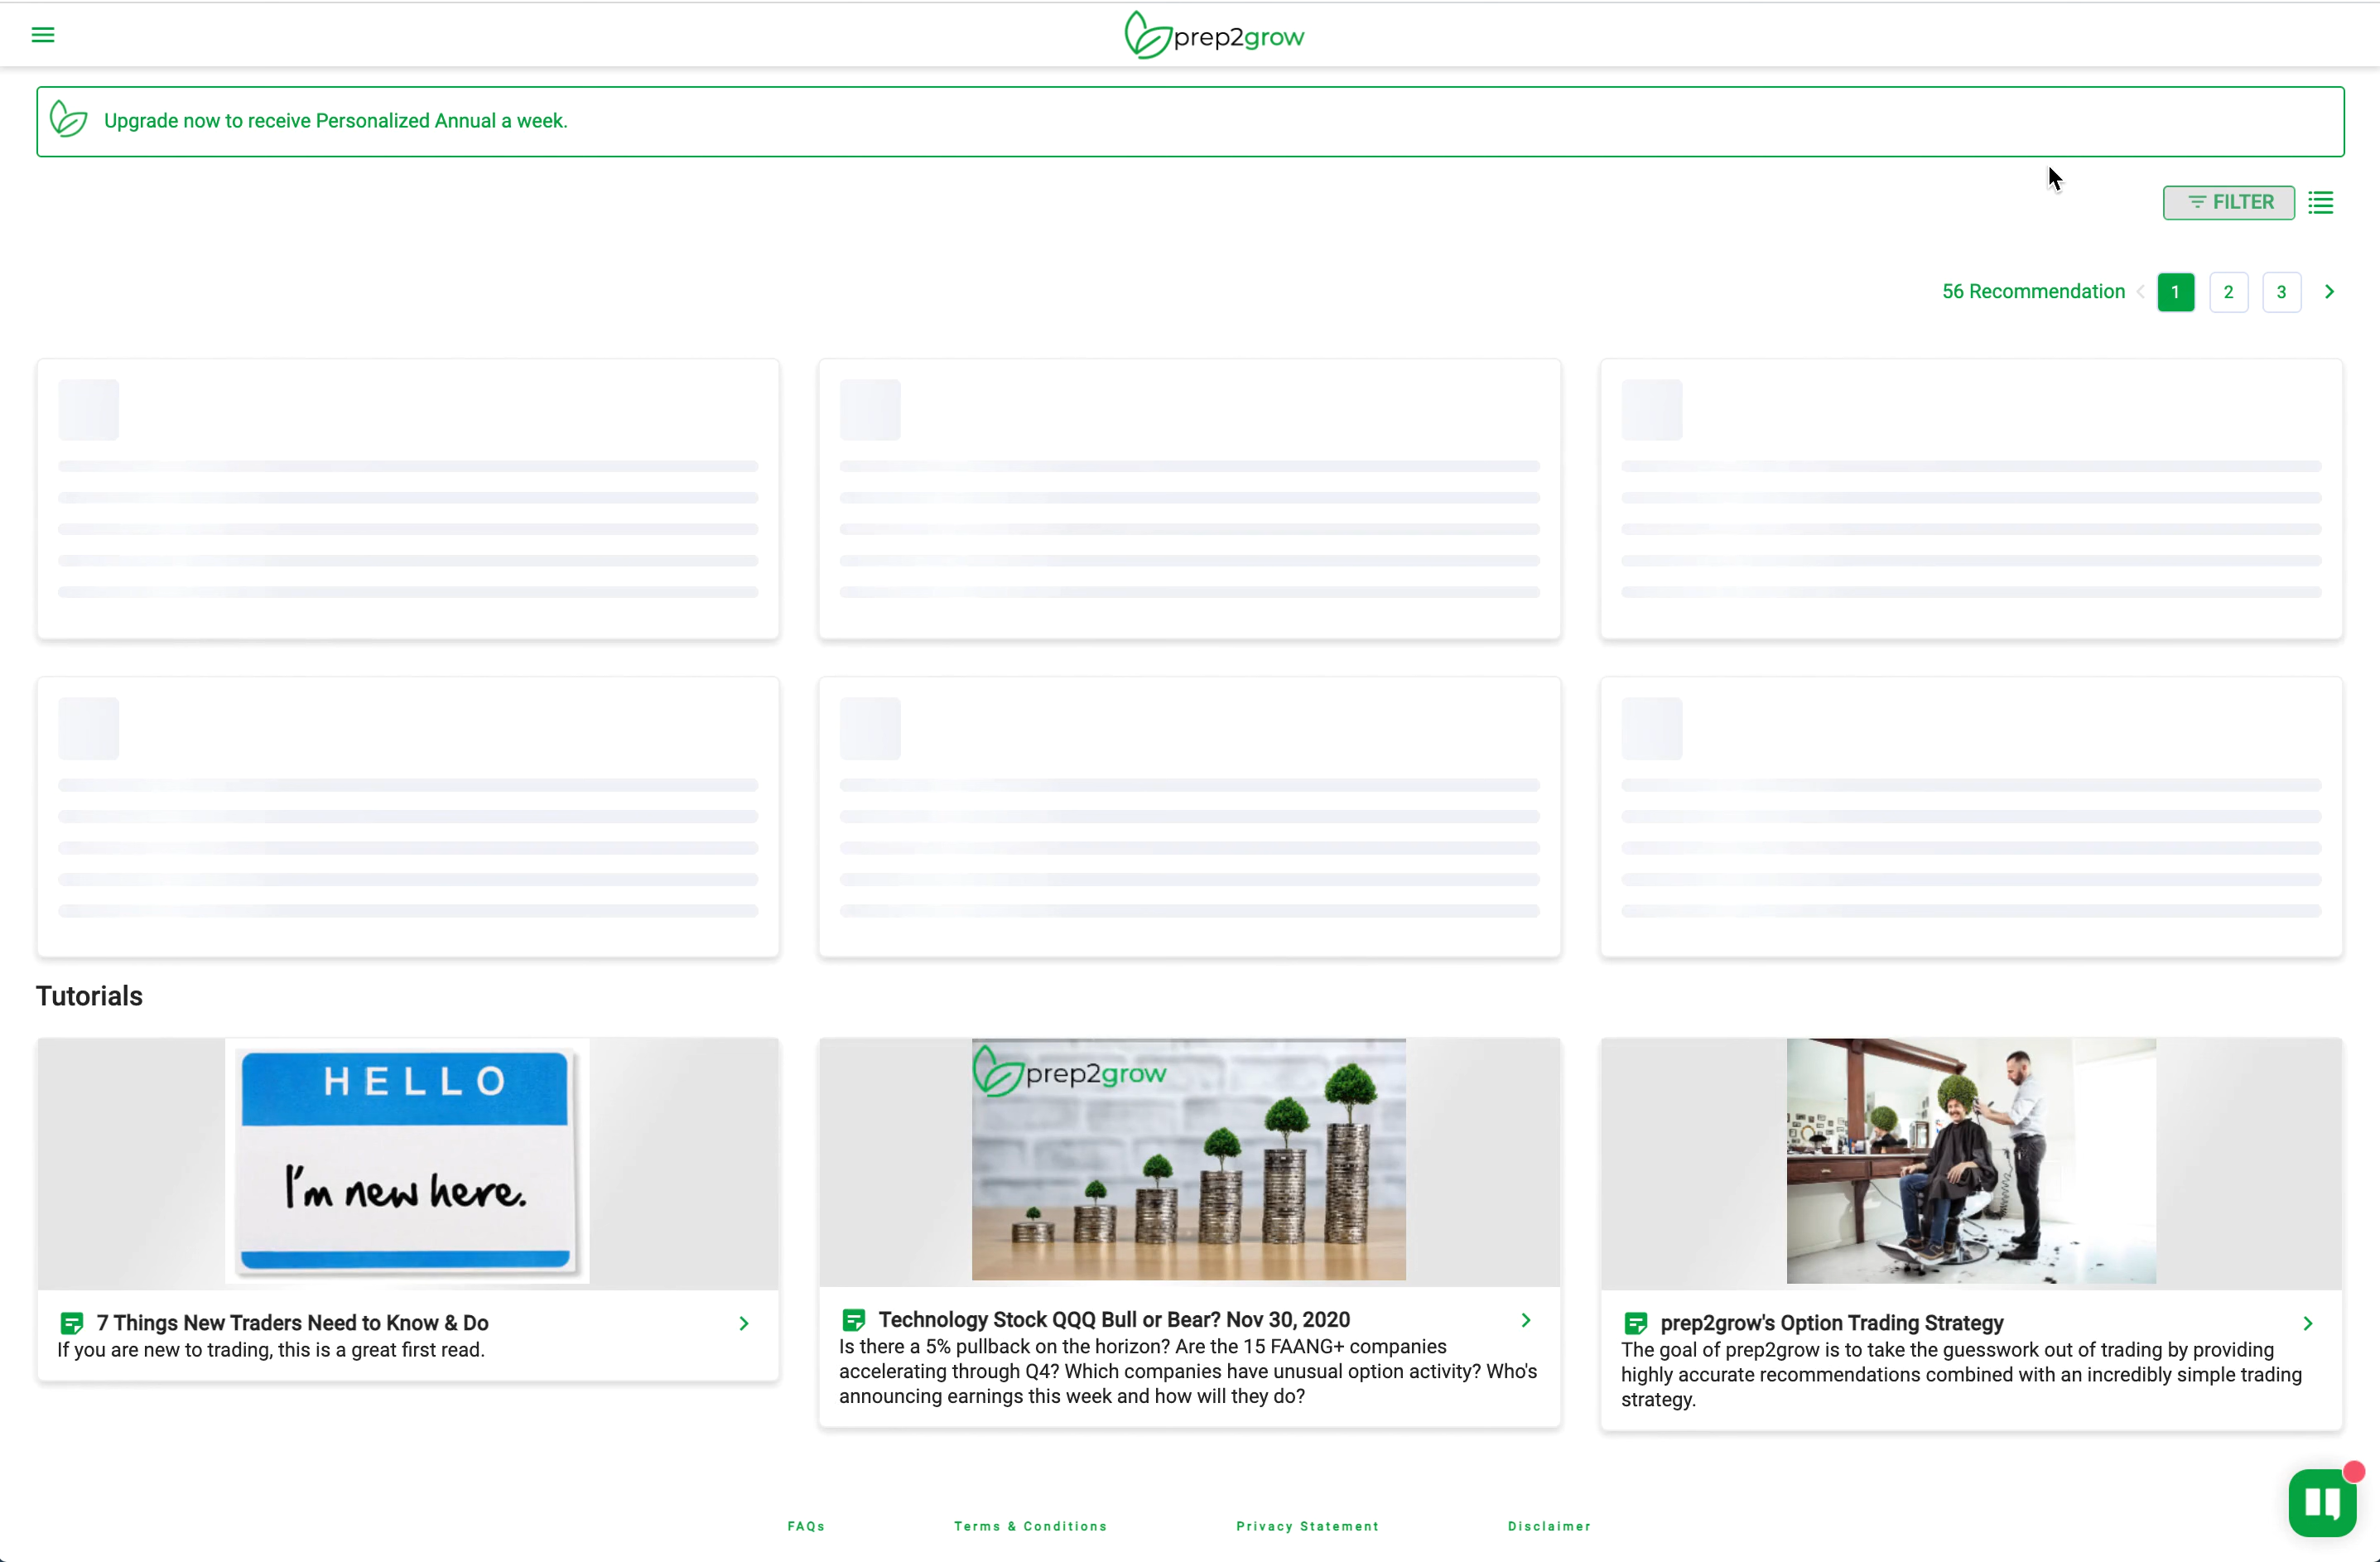 prep2grow
Upgrade now to receive Personalized Annual a week.
FILTER
56 Recommendation
1
2
3
Tutorials
HELLO
I'm new here.
prep2grow
7 Things New Traders Need to Know & Do
If you are new to trading, this is a great first read.
Technology Stock QQQ Bull or Bear? Nov 30, 2020
Is there a 5% pullback on the horizon? Are the 15 FAANG+ companies
accelerating through Q4? Which companies have unusual option activity? Who's
announcing earnings this week and how will they do?
prep2grow's Option Trading Strategy
The goal of prep2grow is to take the guesswork out of trading by providing
highly accurate recommendations combined with an incredibly simple trading
strategy.
FAQs
Terms & Conditions
Privacy Statement
Disclaimer